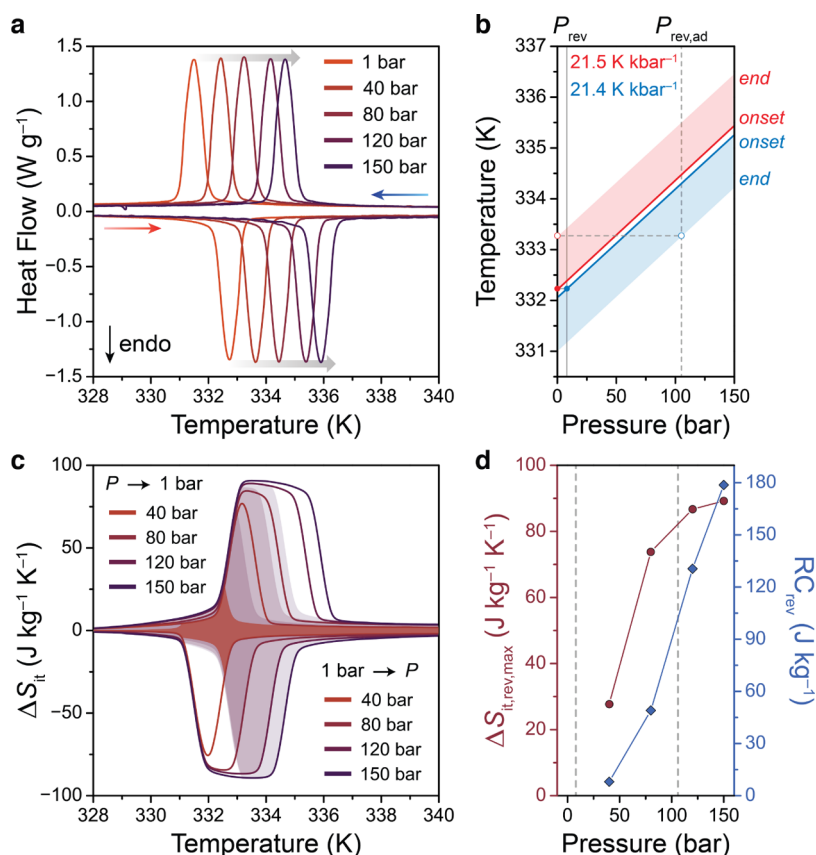 a
1.5
1.0
0.5
0.0
−0.5
−1.0
−1.5
Heat Flow (W g⁻¹)
1 bar
40 bar
80 bar
120 bar
150 bar
endo
328 330 332 334 336 338 340
Temperature (K)
b
P_rev P_rev,ad
337
336
335
334
333
332
331
Temperature (K)
21.5 K kbar⁻¹
21.4 K kbar⁻¹
end
onset
onset
end
0 50 100 150
Pressure (bar)
c
100
50
0
−50
−100
ΔS_it (J kg⁻¹ K⁻¹)
P → 1 bar
40 bar
80 bar
120 bar
150 bar
1 bar → P
40 bar
80 bar
120 bar
150 bar
328 330 332 334 336 338 340
Temperature (K)
d
100
80
60
40
20
0
ΔS_it,rev,max (J kg⁻¹ K⁻¹)
180
150
120
90
60
30
0
RC_rev (J kg⁻¹)
0 50 100 150
Pressure (bar)